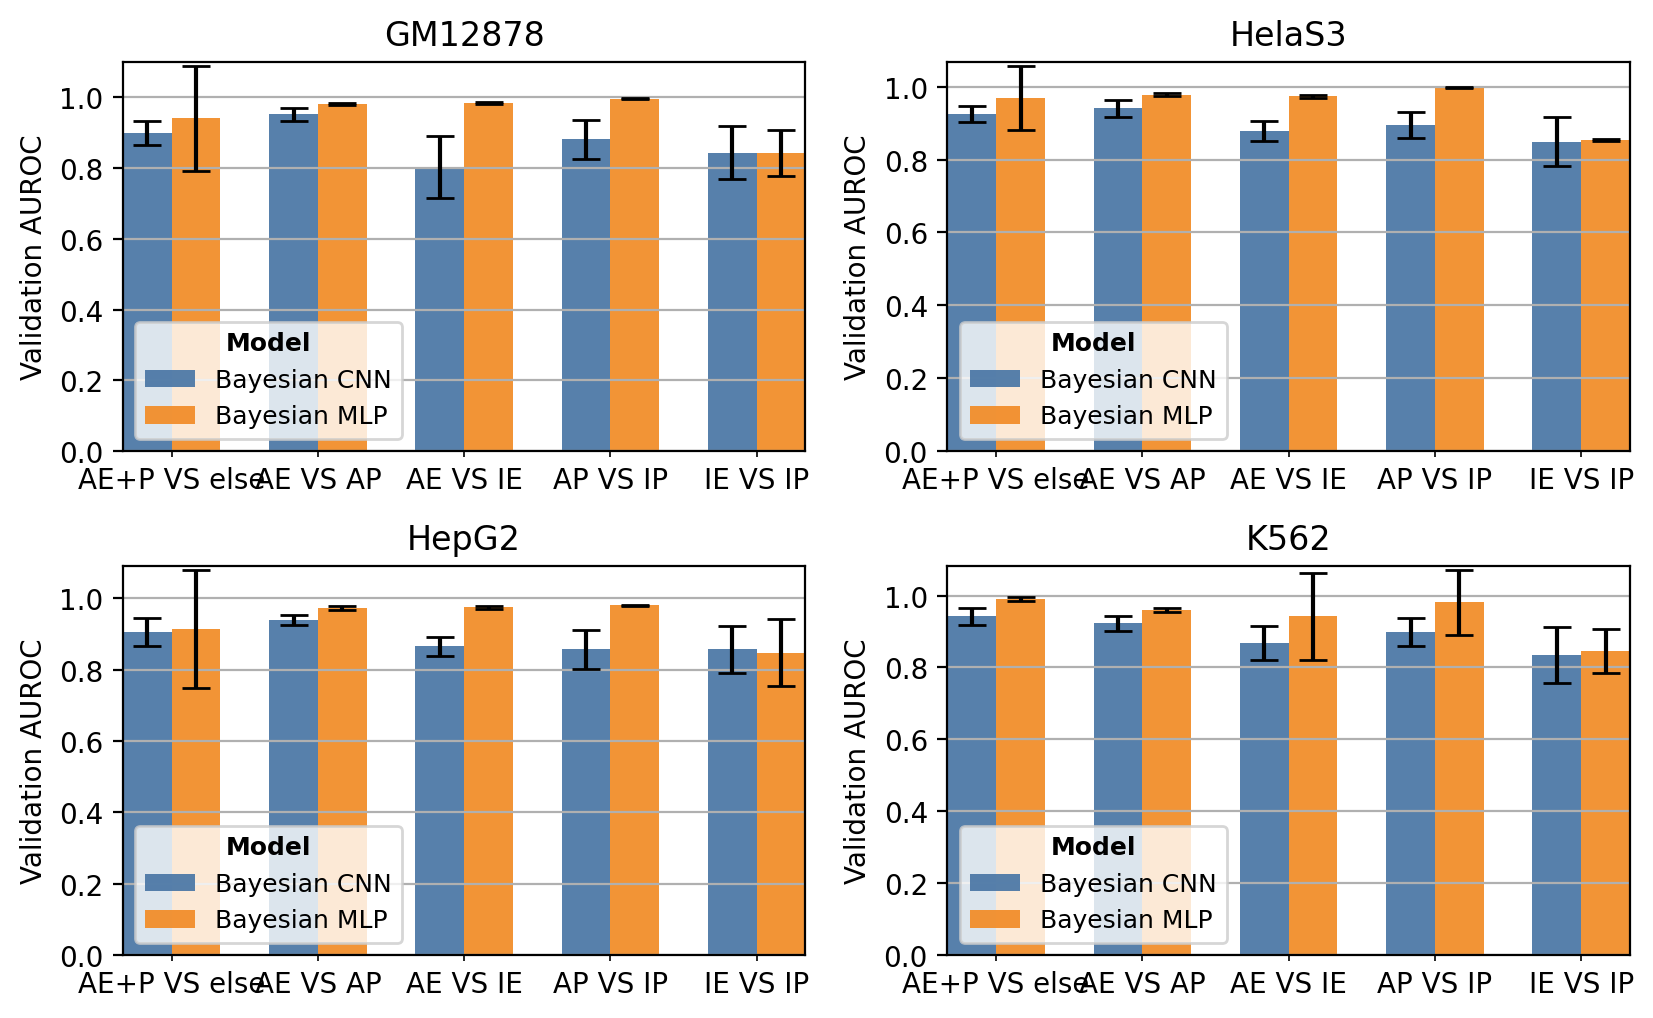 GM12878
Validation AUROC
1.0
0.8
0.6
0.4
0.2
0.0
Model
Bayesian CNN
Bayesian MLP
AE+P VS else
AE VS AP
AE VS IE
AP VS IP
IE VS IP
HelaS3
Validation AUROC
1.0
0.8
0.6
0.4
0.2
0.0
Model
Bayesian CNN
Bayesian MLP
AE+P VS else
AE VS AP
AE VS IE
AP VS IP
IE VS IP
HepG2
Validation AUROC
1.0
0.8
0.6
0.4
0.2
0.0
Model
Bayesian CNN
Bayesian MLP
AE+P VS else
AE VS AP
AE VS IE
AP VS IP
IE VS IP
K562
Validation AUROC
1.0
0.8
0.6
0.4
0.2
0.0
Model
Bayesian CNN
Bayesian MLP
AE+P VS else
AE VS AP
AE VS IE
AP VS IP
IE VS IP